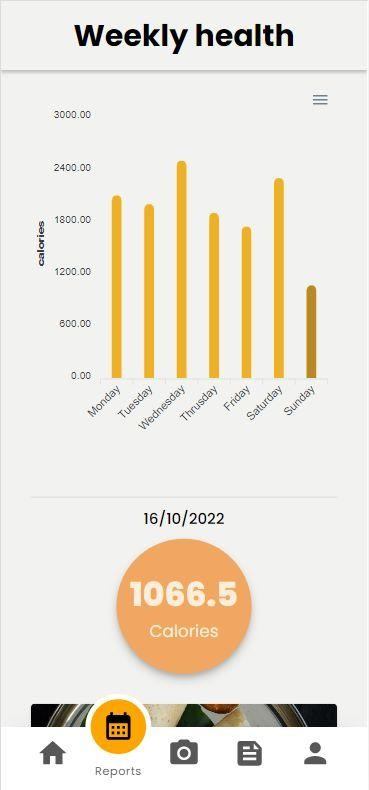 Weekly health
3000.00
2400.00
1800.00
1200.00
600.00
0.00
calories
Monday
Tuesday
Wednesday
Thrusday
Friday
Saturday
Sunday
16/10/2022
1066.5
Calories
Reports